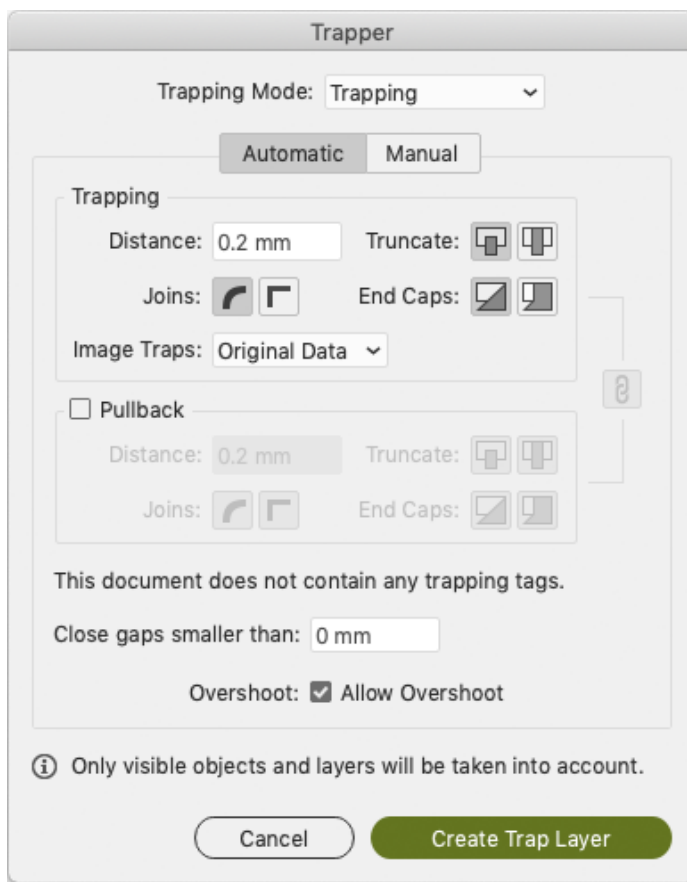 Trapper
Trapping Mode: Trapping
Automatic Manual
Trapping
Distance: 0.2 mm Truncate:
Joins: End Caps:
Image Traps: Original Data
Pullback
Distance: 0.2 mm Truncate:
Joins: End Caps:
This document does not contain any trapping tags.
Close gaps smaller than: 0 mm
Overshoot: Allow Overshoot
Only visible objects and layers will be taken into account.
Cancel Create Trap Layer